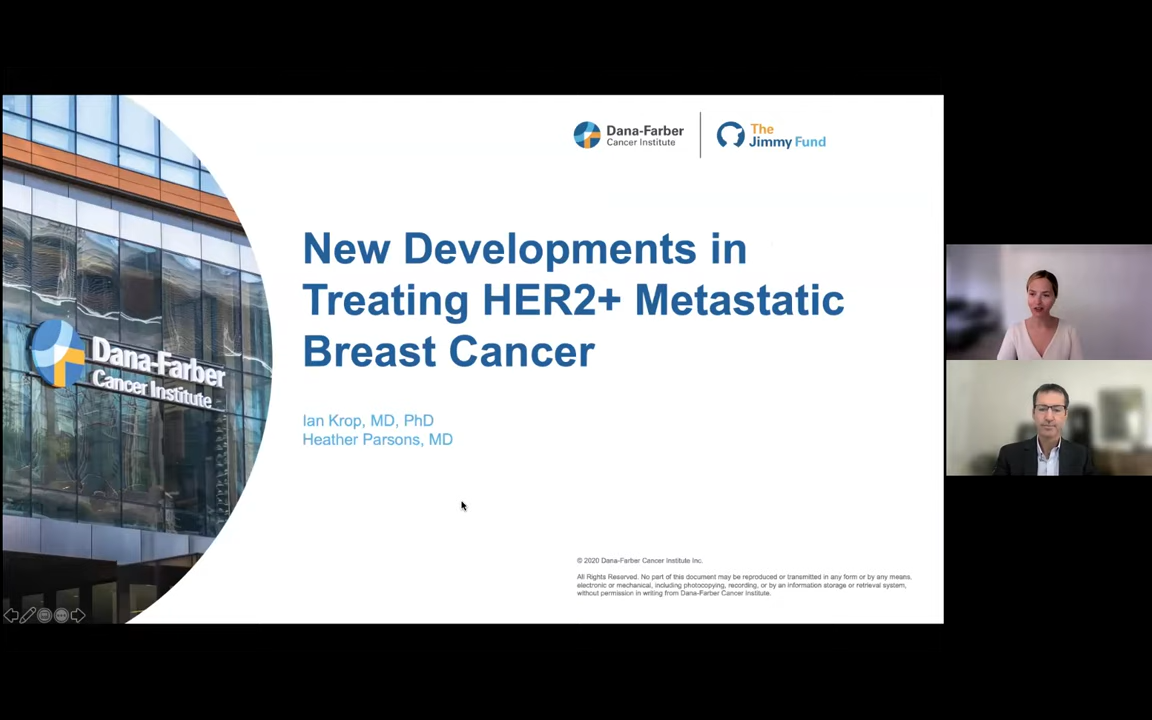 Dana-Farber
Cancer Institute
The
Jimmy Fund
New Developments in
Treating HER2+ Metastatic
Breast Cancer
Ian Krop, MD, PhD
Heather Parsons, MD
Dana-Farber
Cancer Institute
© 2020 Dana-Farber Cancer Institute Inc.
All Rights Reserved. No part of this document may be reproduced or transmitted in any form or by any means,
electronic or mechanical, including photocopying, recording, or by an information storage or retrieval system,
without permission in writing from Dana-Farber Cancer Institute.